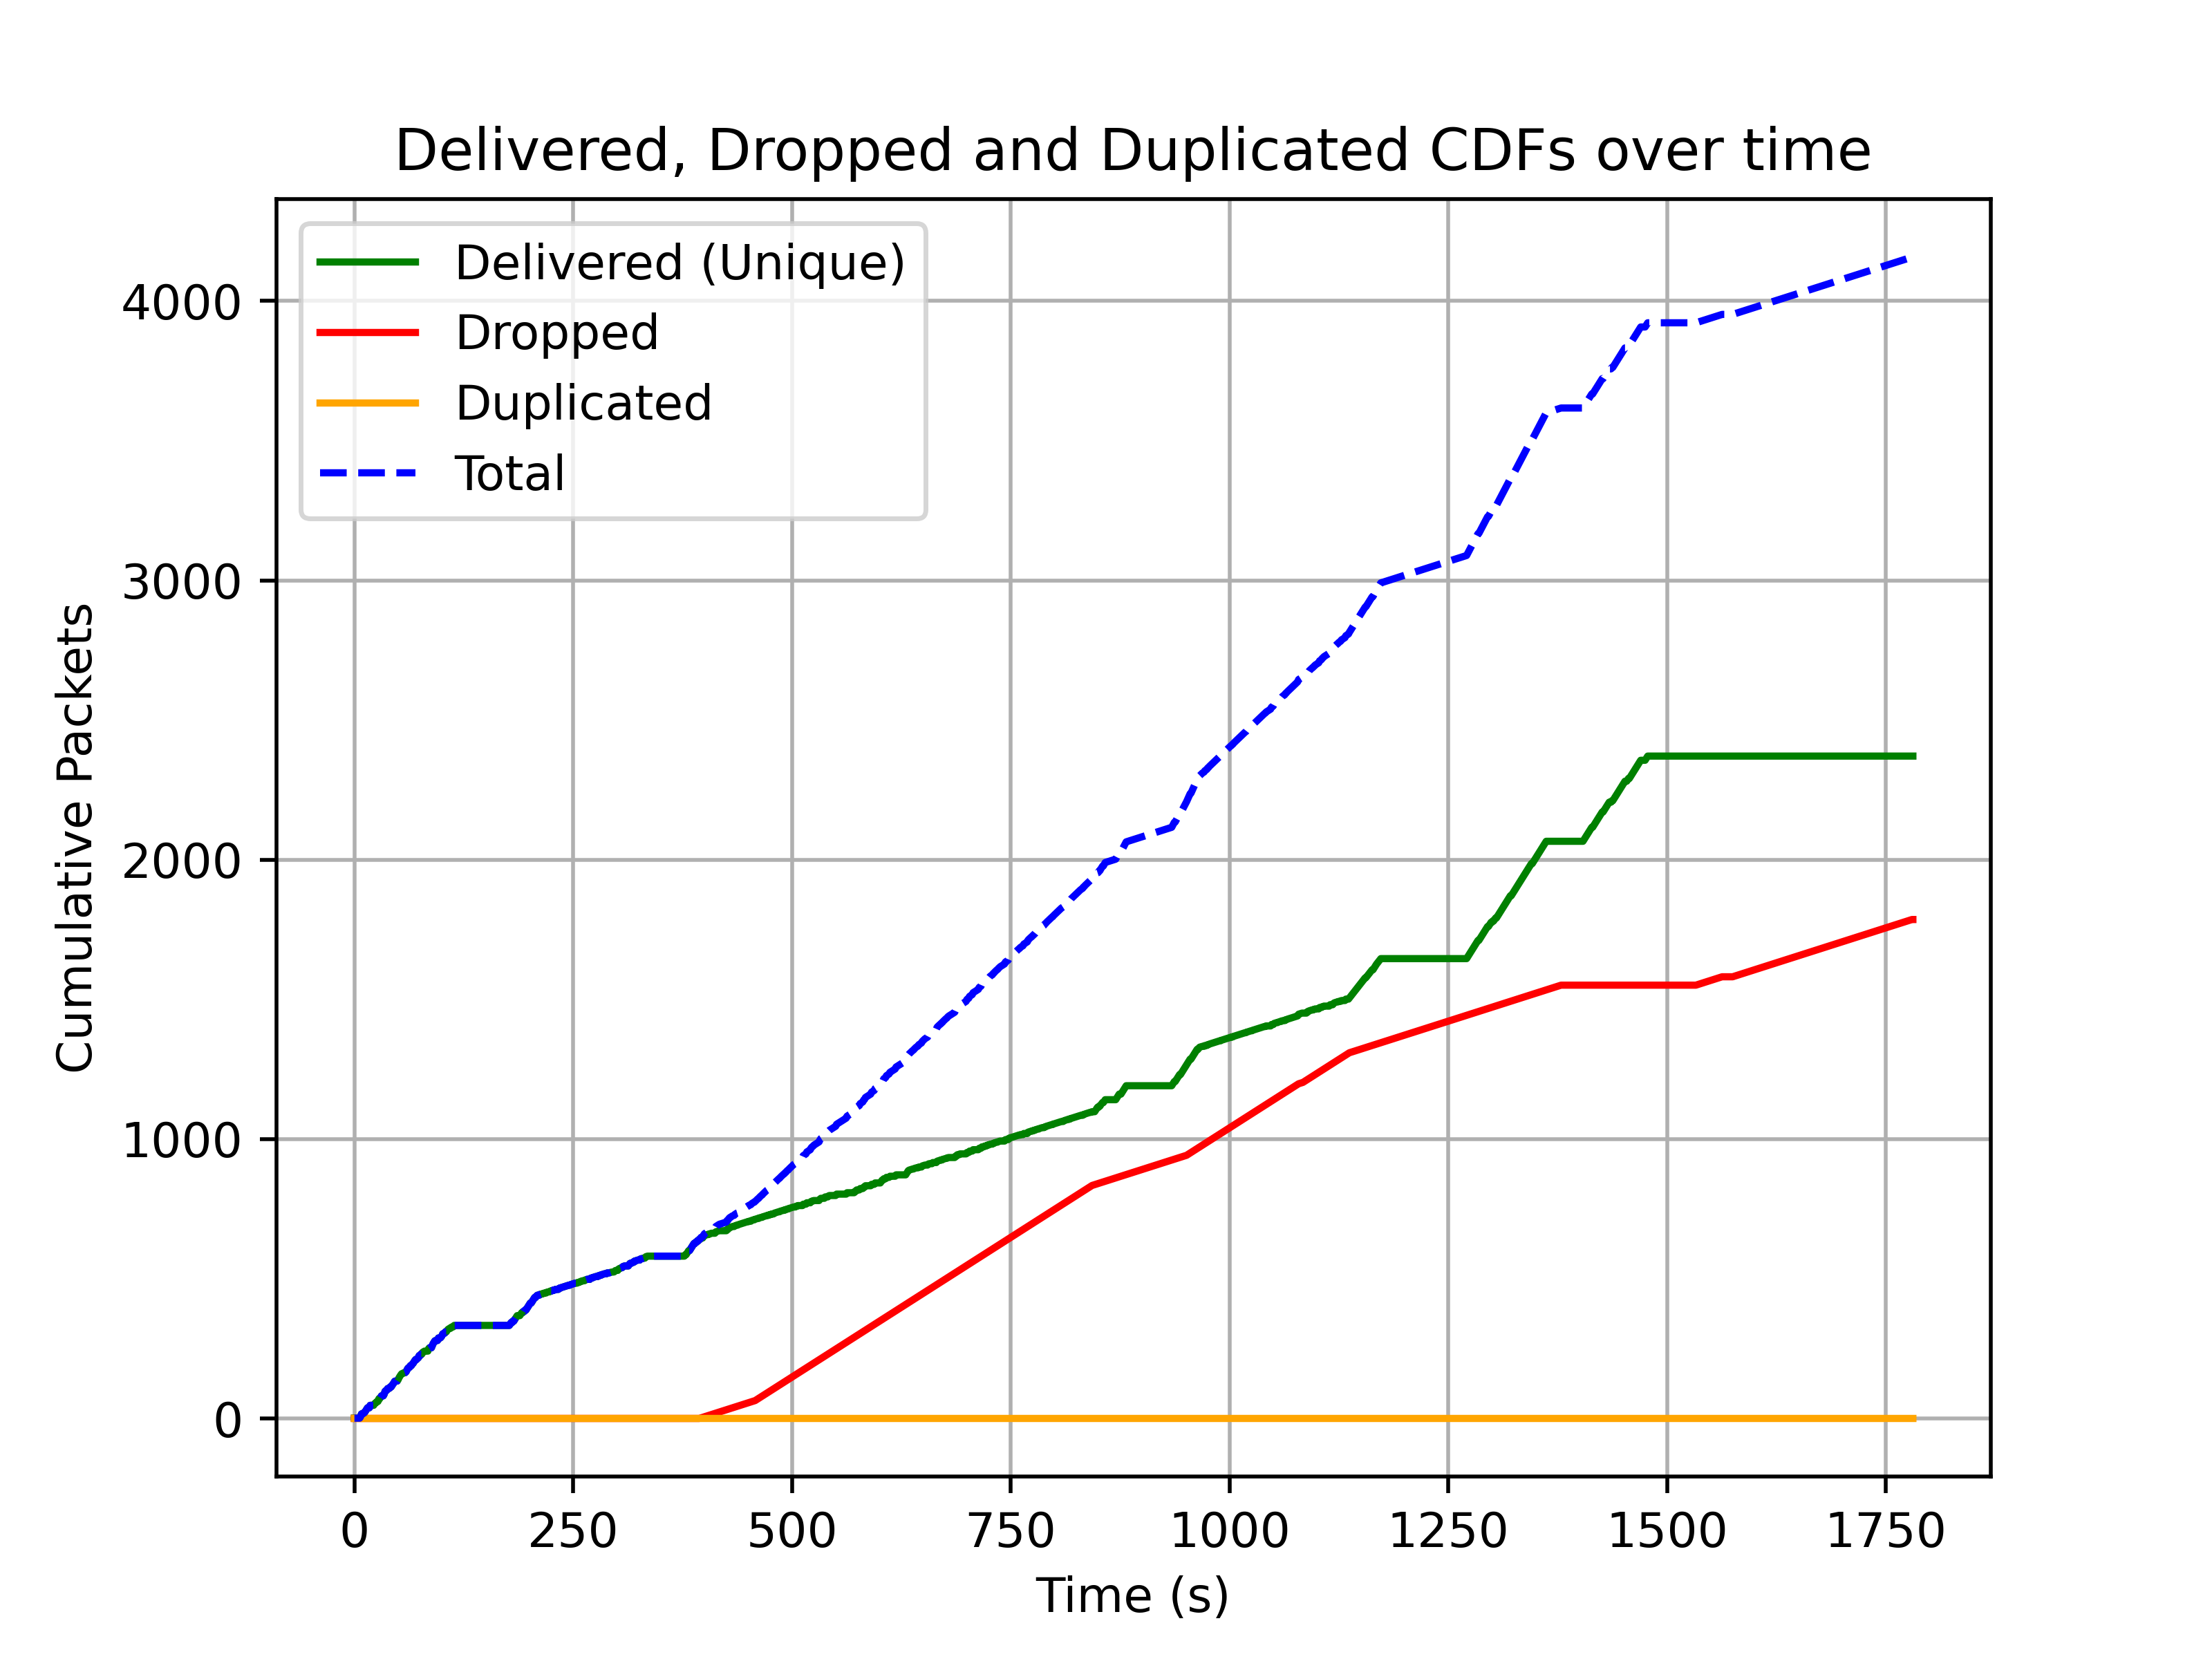 Delivered, Dropped and Duplicated CDFs over time
Delivered (Unique)
Dropped
Duplicated
Total
Cumulative Packets
4000
3000
2000
1000
0
0 250 500 750 1000 1250 1500 1750
Time (s)